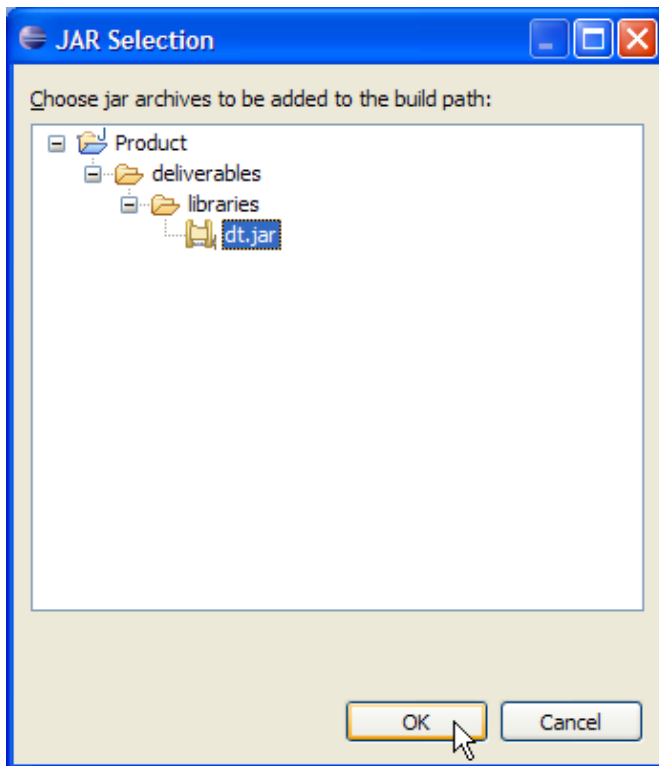 JAR Selection
Choose jar archives to be added to the build path:
Product
deliverables
libraries
dt.jar
OK
Cancel